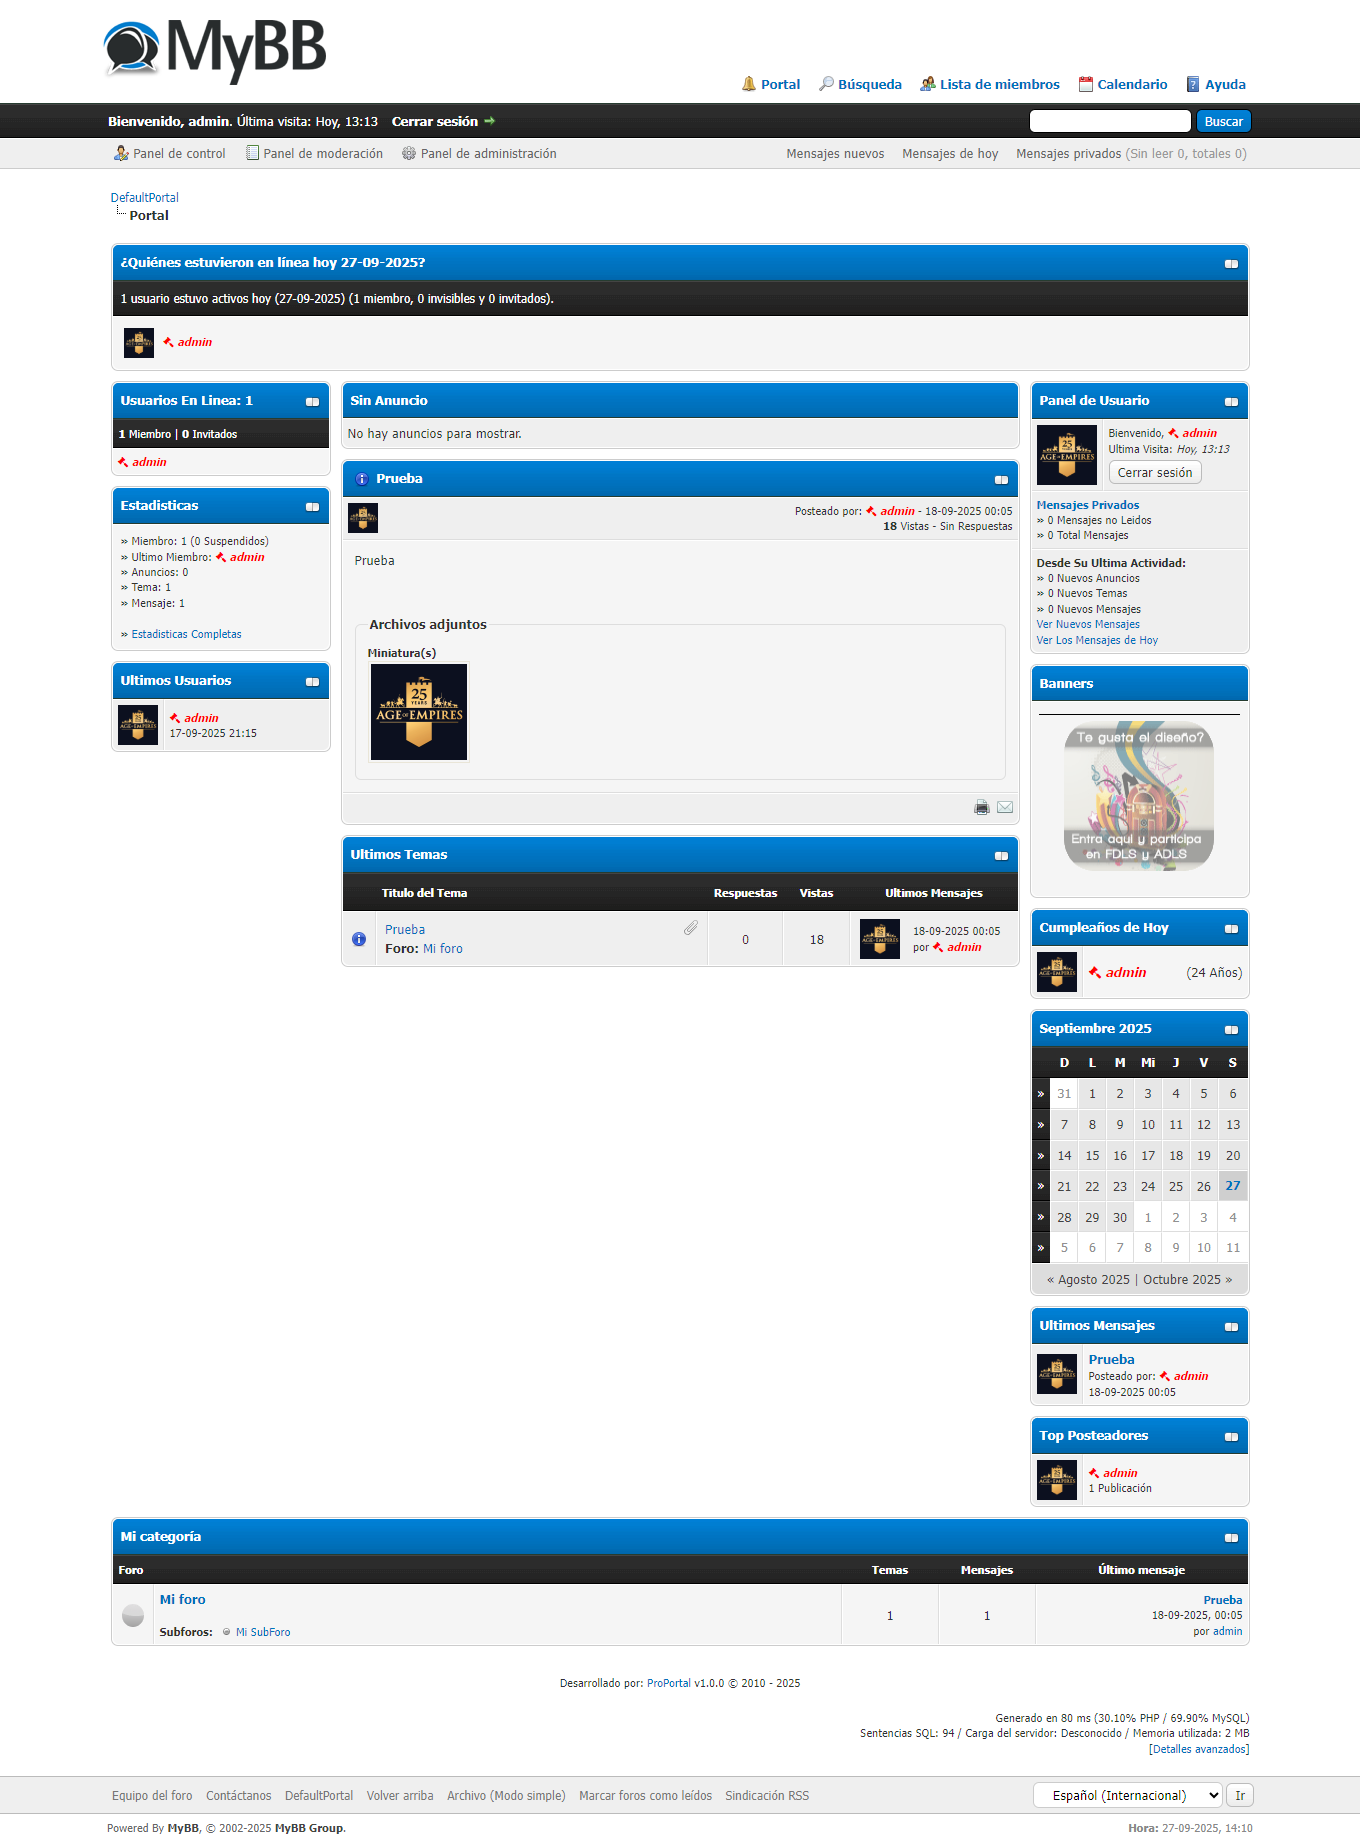 MyBB
Portal Búsqueda Lista de miembros Calendario Ayuda
Bienvenido, admin. Última visita: Hoy, 13:13 Cerrar sesión
Buscar
Panel de control Panel de moderación Panel de administración
Mensajes nuevos Mensajes de hoy Mensajes privados (Sin leer 0, totales 0)
DefaultPortal
Portal
¿Quiénes estuvieron en línea hoy 27-09-2025?
1 usuario estuvo activos hoy (27-09-2025) (1 miembro, 0 invisibles y 0 invitados).
admin
Usuarios En Linea: 1
1 Miembro | 0 Invitados
admin
Estadisticas
» Miembro: 1 (0 Suspendidos)
» Ultimo Miembro: admin
» Anuncios: 0
» Tema: 1
» Mensaje: 1
» Estadisticas Completas
Ultimos Usuarios
25
AGE OF EMPIRES
admin
17-09-2025 21:15
Sin Anuncio
No hay anuncios para mostrar.
Prueba
Posteado por: admin - 18-09-2025 00:05
18 Vistas - Sin Respuestas
Prueba
Archivos adjuntos
Miniatura(s)
25
YEARS
AGE OF EMPIRES
Ultimos Temas
Titulo del Tema Respuestas Vistas Ultimos Mensajes
Prueba
Foro: Mi foro
0
18
18-09-2025 00:05
por admin
Panel de Usuario
25
YEARS
AGE OF EMPIRES
Bienvenido, admin
Ultima Visita: Hoy, 13:13
Cerrar sesión
Mensajes Privados
» 0 Mensajes no Leidos
» 0 Total Mensajes
Desde Su Ultima Actividad:
» 0 Nuevos Anuncios
» 0 Nuevos Temas
» 0 Nuevos Mensajes
Ver Nuevos Mensajes
Ver Los Mensajes de Hoy
Banners
Te gusta el diseño?
Entra aqui y participa
en FDLS y ADLS
Cumpleaños de Hoy
admin (24 Años)
Septiembre 2025
D L M Mi J V S
» 31 1 2 3 4 5 6
» 7 8 9 10 11 12 13
» 14 15 16 17 18 19 20
» 21 22 23 24 25 26 27
» 28 29 30 1 2 3 4
» 5 6 7 8 9 10 11
« Agosto 2025 | Octubre 2025 »
Ultimos Mensajes
Prueba
Posteado por: admin
18-09-2025 00:05
Top Posteadores
admin
1 Publicación
Mi categoría
Foro Temas Mensajes Último mensaje
Mi foro
Subforos: Mi SubForo
1
1
Prueba
18-09-2025, 00:05
por admin
Desarrollado por: ProPortal v1.0.0 © 2010 - 2025
Generado en 80 ms (30.10% PHP / 69.90% MySQL)
Sentencias SQL: 94 / Carga del servidor: Desconocido / Memoria utilizada: 2 MB
[Detalles avanzados]
Equipo del foro Contáctanos DefaultPortal Volver arriba Archivo (Modo simple) Marcar foros como leídos Sindicación RSS
Español (Internacional) Ir
Powered By MyBB, © 2002-2025 MyBB Group.
Hora: 27-09-2025, 14:10